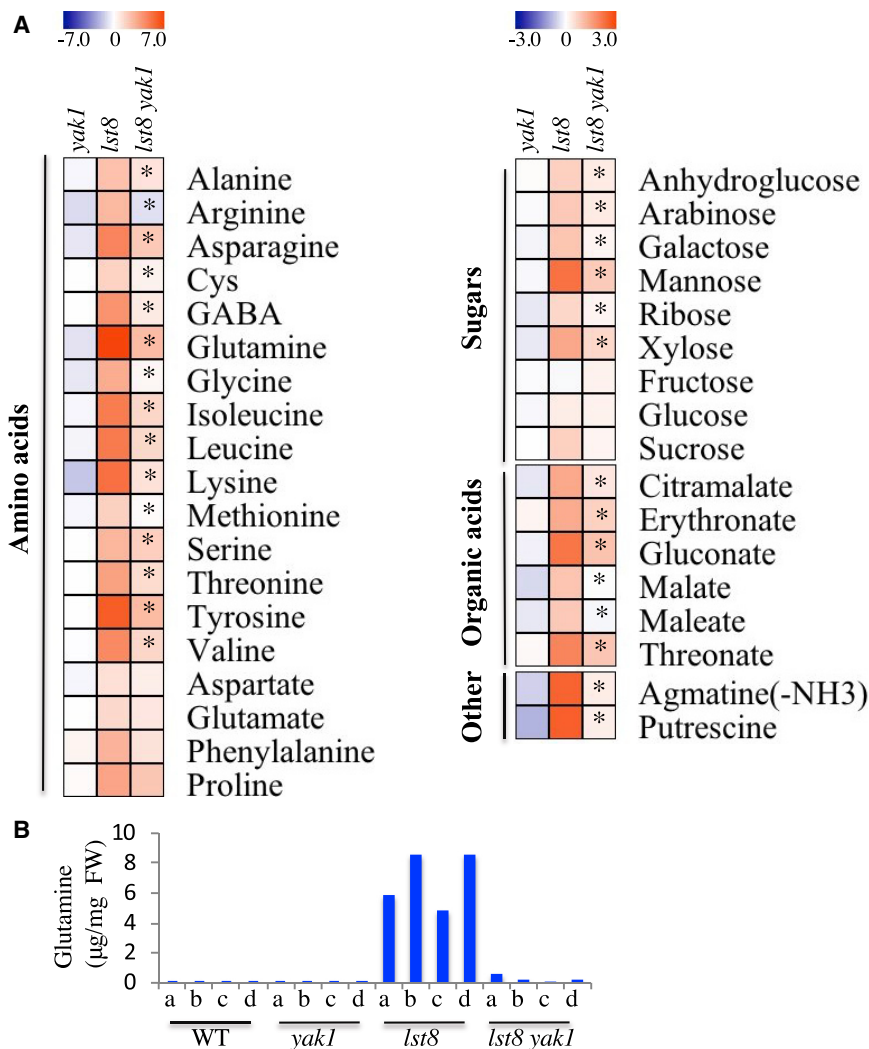 A
-7.0 0 7.0
yak1
lst8
lst8 yak1
Amino acids
*
Alanine
*
Arginine
*
Asparagine
*
Cys
*
GABA
*
Glutamine
*
Glycine
*
Isoleucine
*
Leucine
*
Lysine
*
Methionine
*
Serine
*
Threonine
*
Tyrosine
*
Valine
Aspartate
Glutamate
Phenylalanine
Proline
-3.0 0 3.0
yak1
lst8
lst8 yak1
Sugars
*
Anhydroglucose
*
Arabinose
*
Galactose
*
Mannose
*
Ribose
*
Xylose
Fructose
Glucose
Sucrose
Organic acids
*
Citramalate
*
Erythronate
*
Gluconate
*
Malate
*
Maleate
*
Threonate
Other
*
Agmatine(-NH3)
*
Putrescine
B
Glutamine
(µg/mg FW)
10
8
6
4
2
0
a b c d a b c d a b c d a b c d
WT yak1 lst8 lst8 yak1